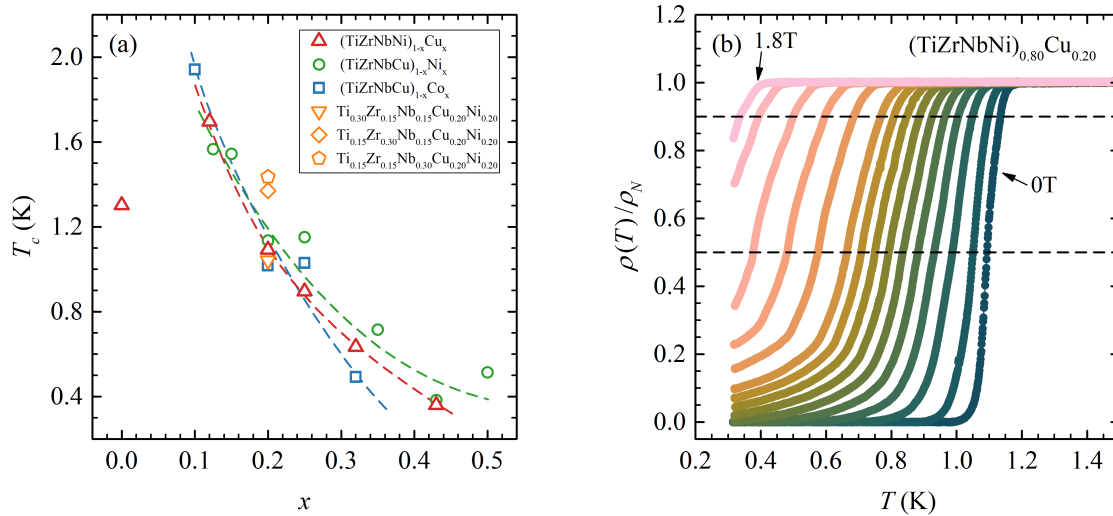 (a)
(TiZrNbNi)1-xCux
(TiZrNbCu)1-xNix
(TiZrNbCu)1-xCox
Ti0.30Zr0.15Nb0.15Cu0.20Ni0.20
Ti0.15Zr0.30Nb0.15Cu0.20Ni0.20
Ti0.15Zr0.15Nb0.30Cu0.20Ni0.20
2.0
1.6
1.2
0.8
0.4
Tc (K)
0.0 0.1 0.2 0.3 0.4 0.5
x
(b)
1.8T
(TiZrNbNi)0.80Cu0.20
0T
1.0
0.8
0.6
0.4
0.2
0.0
ρ(T)/ρN
0.2 0.4 0.6 0.8 1.0 1.2 1.4
T (K)